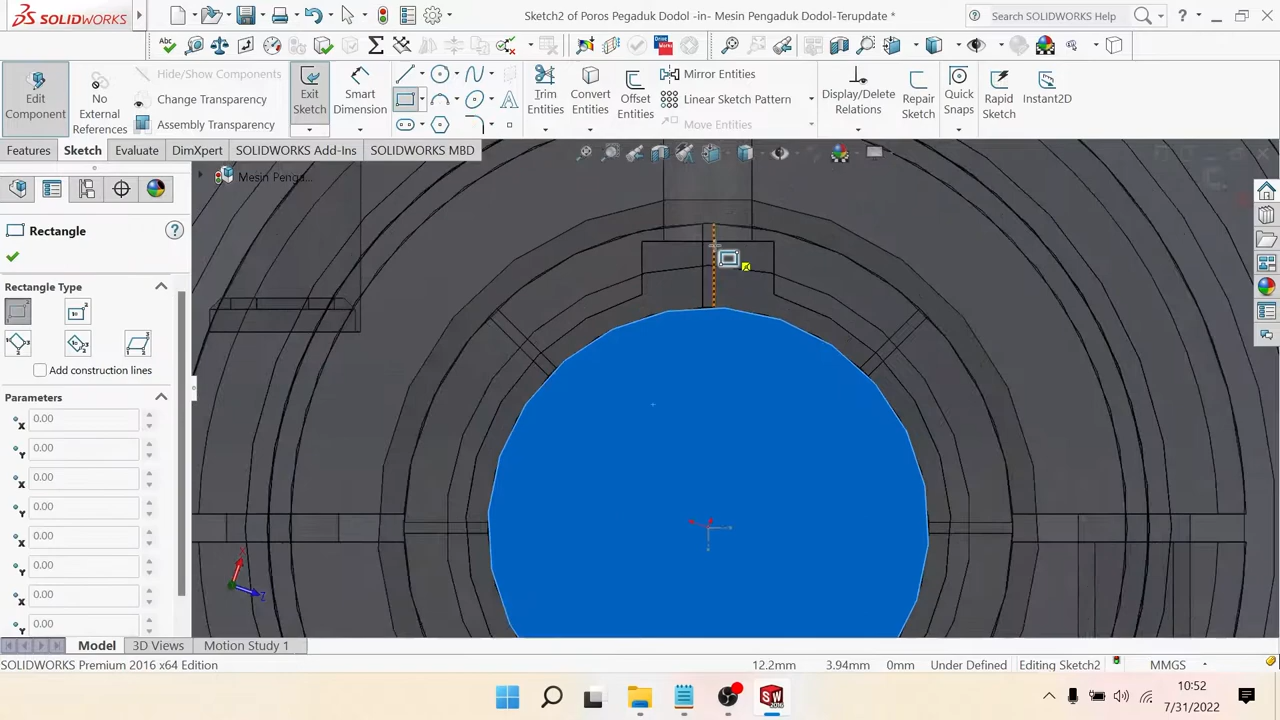 SOLIDWORKS
Sketch2 of Poros Pegaduk Dodol -in- Mesin Pengaduk Dodol-Terupdate *
Search SOLIDWORKS Help
Edit Component
No External References
Hide/Show Components
Change Transparency
Assembly Transparency
Exit Sketch
Smart Dimension
Trim Entities
Convert Entities
Offset Entities
Mirror Entities
Linear Sketch Pattern
Move Entities
Display/Delete Relations
Repair Sketch
Quick Snaps
Rapid Sketch
Instant2D
Features
Sketch
Evaluate
DimXpert
SOLIDWORKS Add-Ins
SOLIDWORKS MBD
Mesin Penga...
Rectangle
?
Rectangle Type
Add construction lines
Parameters
x 0.00
Y 0.00
x 0.00
Y 0.00
x 0.00
Y 0.00
x 0.00
Y 0.00
X
Z
Model
3D Views
Motion Study 1
SOLIDWORKS Premium 2016 x64 Edition
12.2mm
3.94mm
0mm
Under Defined
Editing Sketch2
MMGS
10:52
7/31/2022